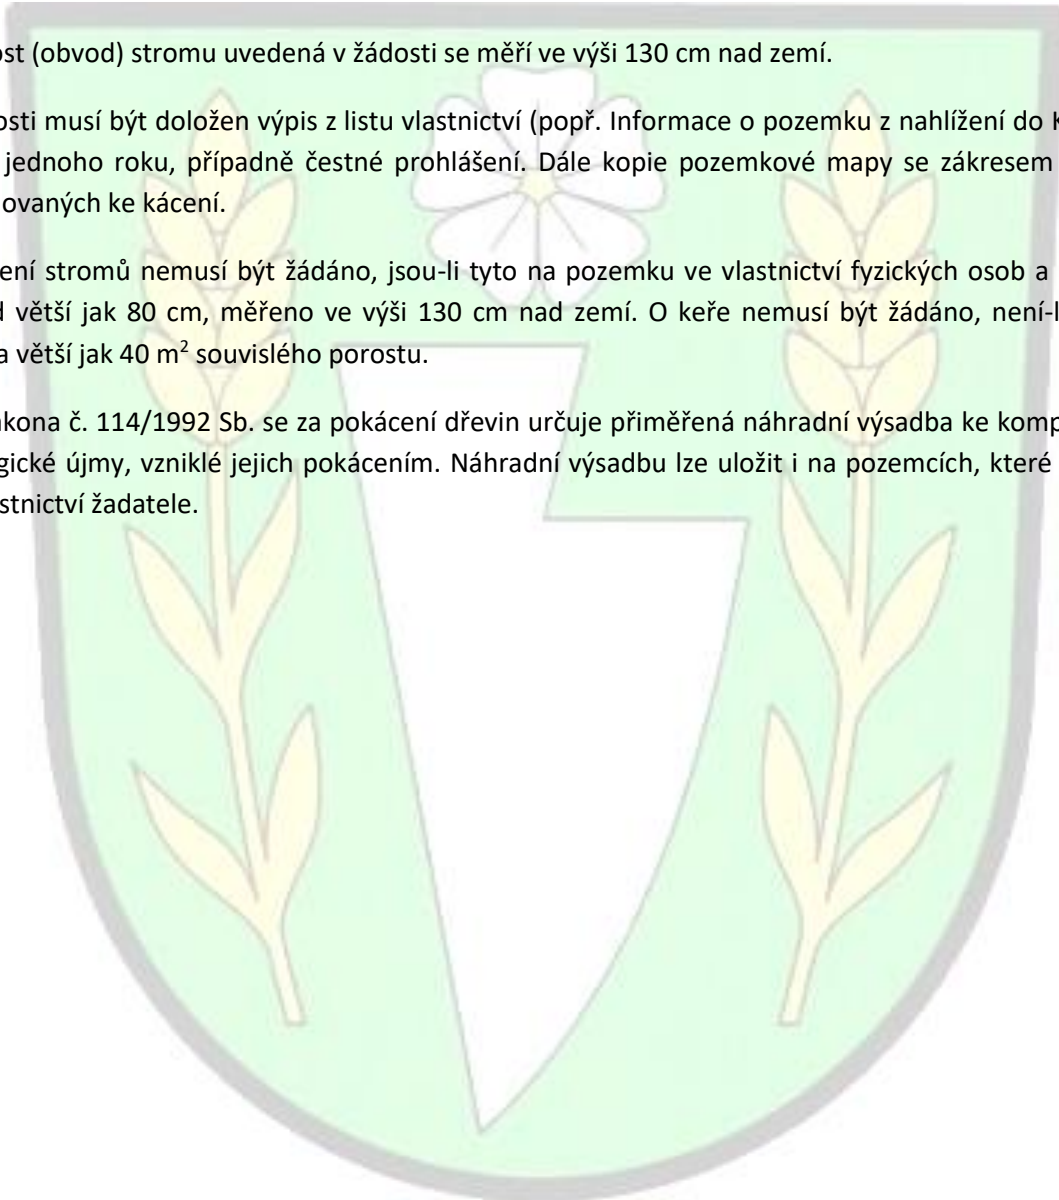 ost (obvod) stromu uvedená v žádosti se měří ve výši 130 cm nad zemí.
osti musí být doložen výpis z listu vlastnictví (popř. Informace o pozemku z nahlížení do K
jednoho roku, případně čestné prohlášení. Dále kopie pozemkové mapy se zákresem
ovaných ke kácení.
ení stromů nemusí být žádáno, jsou-li tyto na pozemku ve vlastnictví fyzických osob a
d větší jak 80 cm, měřeno ve výši 130 cm nad zemí. O keře nemusí být žádáno, není-l
a větší jak 40 m² souvislého porostu.
ákona č. 114/1992 Sb. se za pokácení dřevin určuje přiměřená náhradní výsadba ke komp
gické újmy, vzniklé jejich pokácením. Náhradní výsadbu lze uložit i na pozemcích, které
stnictví žadatele.